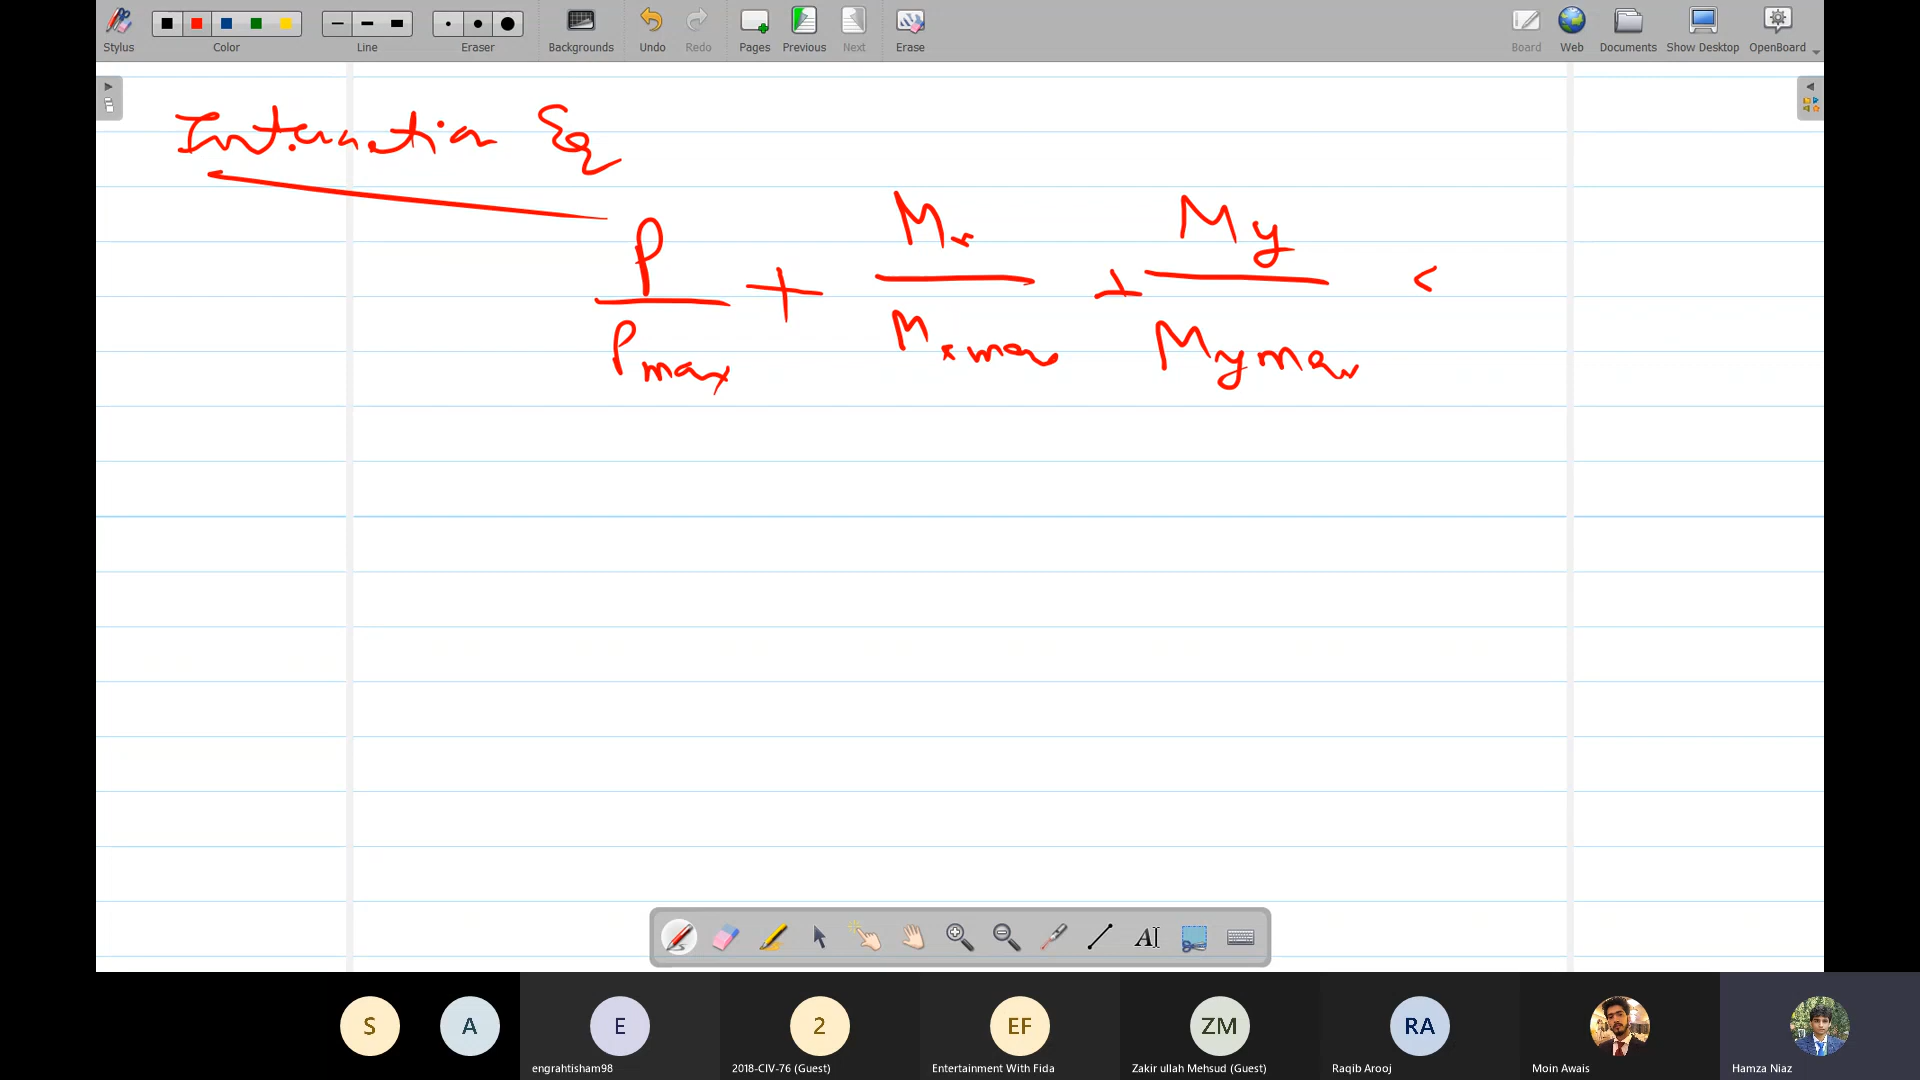 Stylus Color Line Eraser Backgrounds Undo Redo Pages Previous Next Erase Board Web Documents Show Desktop OpenBoard
Interaction Eq
P/Pmax + Mx/Mxmax + My/Mymax <
A
S A E 2 EF ZM RA
engrahtisham98 2018-CIV-76 (Guest) Entertainment With Fida Zakir ullah Mehsud (Guest) Raqib Arooj Moin Awais Hamza Niaz